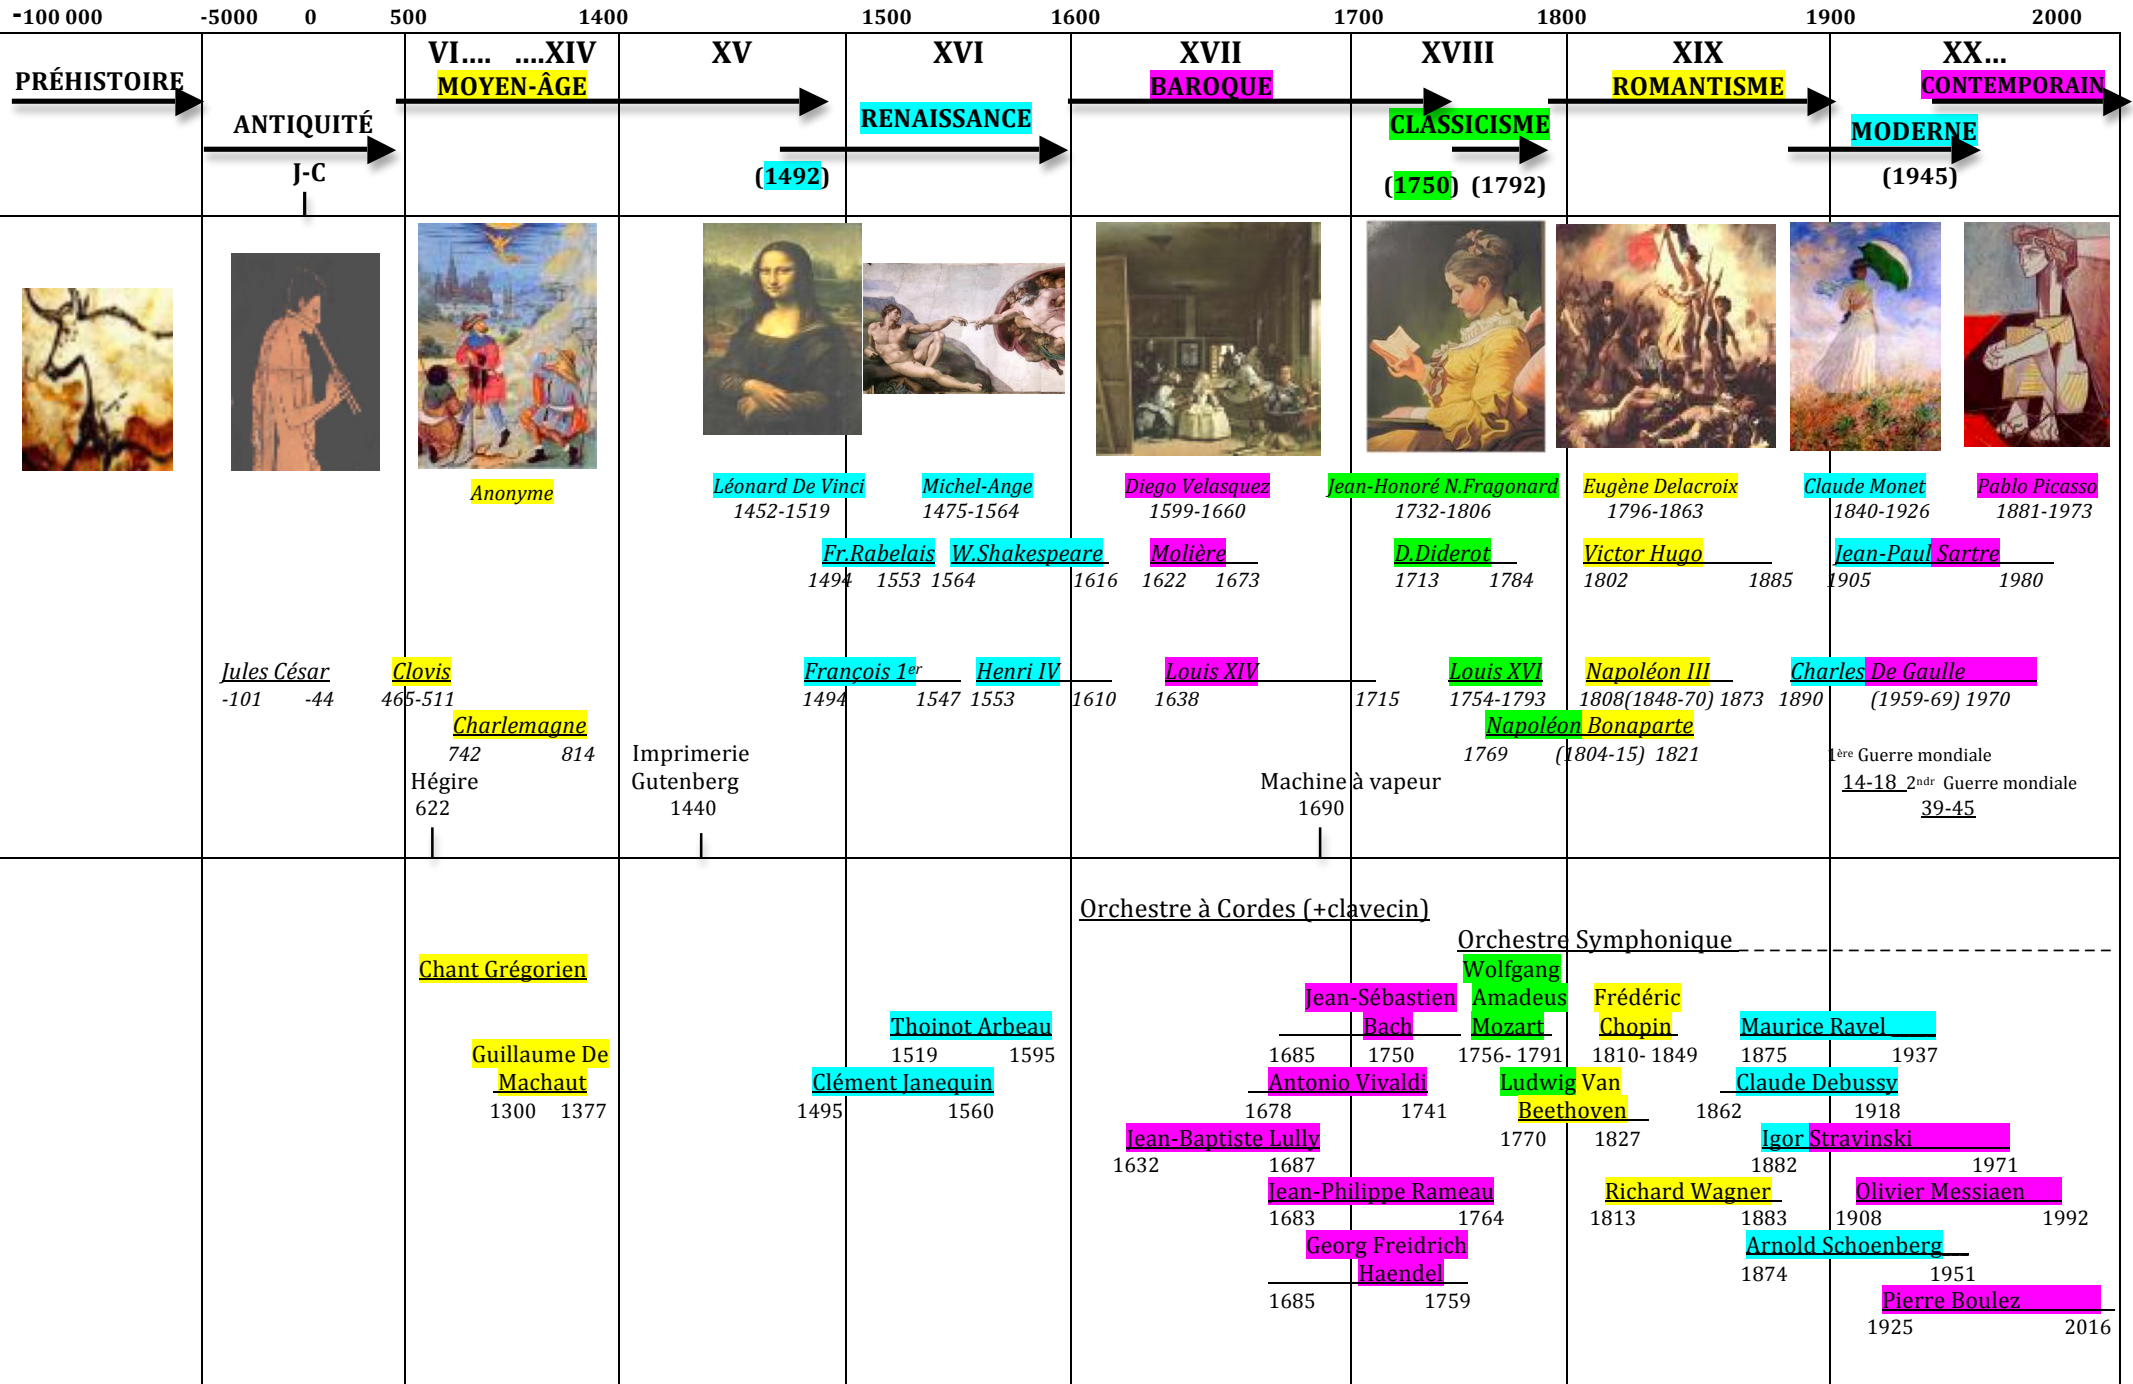 -100 000 -5000 0 500 1400 1500 1600 1700 1800 1900 2000
VI.... ....XIV XV XVI XVII XVIII XIX XX...
PRÉHISTOIRE MOYEN-ÂGE BAROQUE ROMANTISME CONTEMPORAIN
ANTIQUITÉ RENAISSANCE CLASSICISME MODERNE
J-C (1492) (1750) (1792) (1945)
Anonyme Léonard De Vinci Michel-Ange Diego Velasquez Jean-Honoré N.Fragonard Eugène Delacroix Claude Monet Pablo Picasso
1452-1519 1475-1564 1599-1660 1732-1806 1796-1863 1840-1926 1881-1973
Fr.Rabelais W.Shakespeare Molière D.Diderot Victor Hugo Jean-Paul Sartre
1494 1553 1564 1616 1622 1673 1713 1784 1802 1885 1905 1980
Jules César Clovis François 1er Henri IV Louis XIV Louis XVI Napoléon III Charles De Gaulle
-101 -44 465-511 1494 1547 1553 1610 1638 1715 1754-1793 1808(1848-70) 1873 1890 (1959-69) 1970
Charlemagne Napoléon Bonaparte
742 814 Imprimerie 1769 (1804-15) 1821 1ère Guerre mondiale
Hégire Gutenberg Machine à vapeur 14-18 2ndr Guerre mondiale
622 1440 1690 39-45
Orchestre à Cordes (+clavecin)
Orchestre Symphonique
Chant Grégorien Wolfgang
Jean-Sébastien Amadeus Frédéric
Thoinot Arbeau Bach Mozart Chopin Maurice Ravel
Guillaume De 1519 1595 1685 1750 1756- 1791 1810- 1849 1875 1937
Machaut Clément Janequin Antonio Vivaldi Ludwig Van Claude Debussy
1300 1377 1495 1560 1678 1741 Beethoven 1862 1918
Jean-Baptiste Lully 1770 1827 Igor Stravinski
1632 1687 1882 1971
Jean-Philippe Rameau Richard Wagner Olivier Messiaen
1683 1764 1813 1883 1908 1992
Georg Freidrich Arnold Schoenberg
Haendel 1874 1951
1685 1759 Pierre Boulez
1925 2016